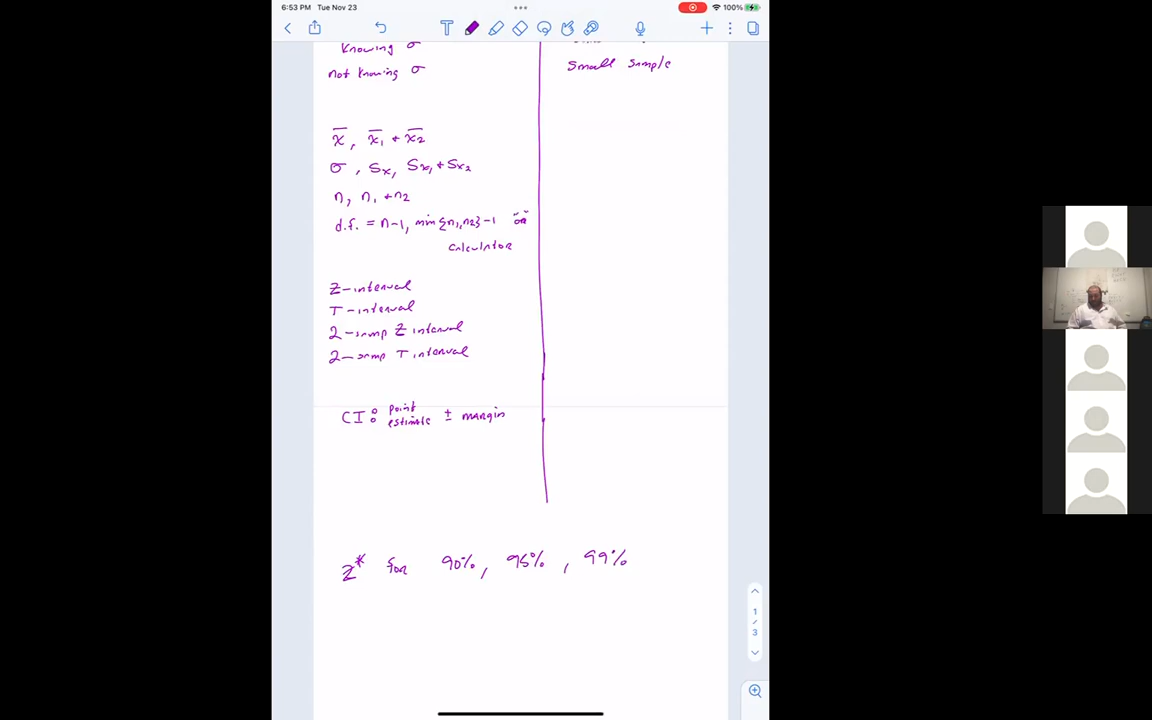 6:53 PM Tue Nov 23
100%
Knowing σ
not Knowing σ
Small Sample
x̄, x̄₁ + x̄₂
σ, Sx, Sx₁ + Sx₂
n, n₁ + n₂
d.f. = n-1, min{n₁,n₂}-1 "or"
calculator
Z-interval
T-interval
2-samp Z interval
2-samp T interval
CI: point estimate ± margin
Z* for 90%, 95%, 99%
1
/
3